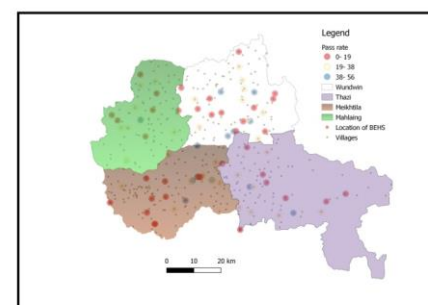 Legend
Pass rate
0- 19
19- 38
38- 56
Wundwin
Thazi
Meikhtila
Mahlaing
Location of BEHS
Villages
0 10 20 km